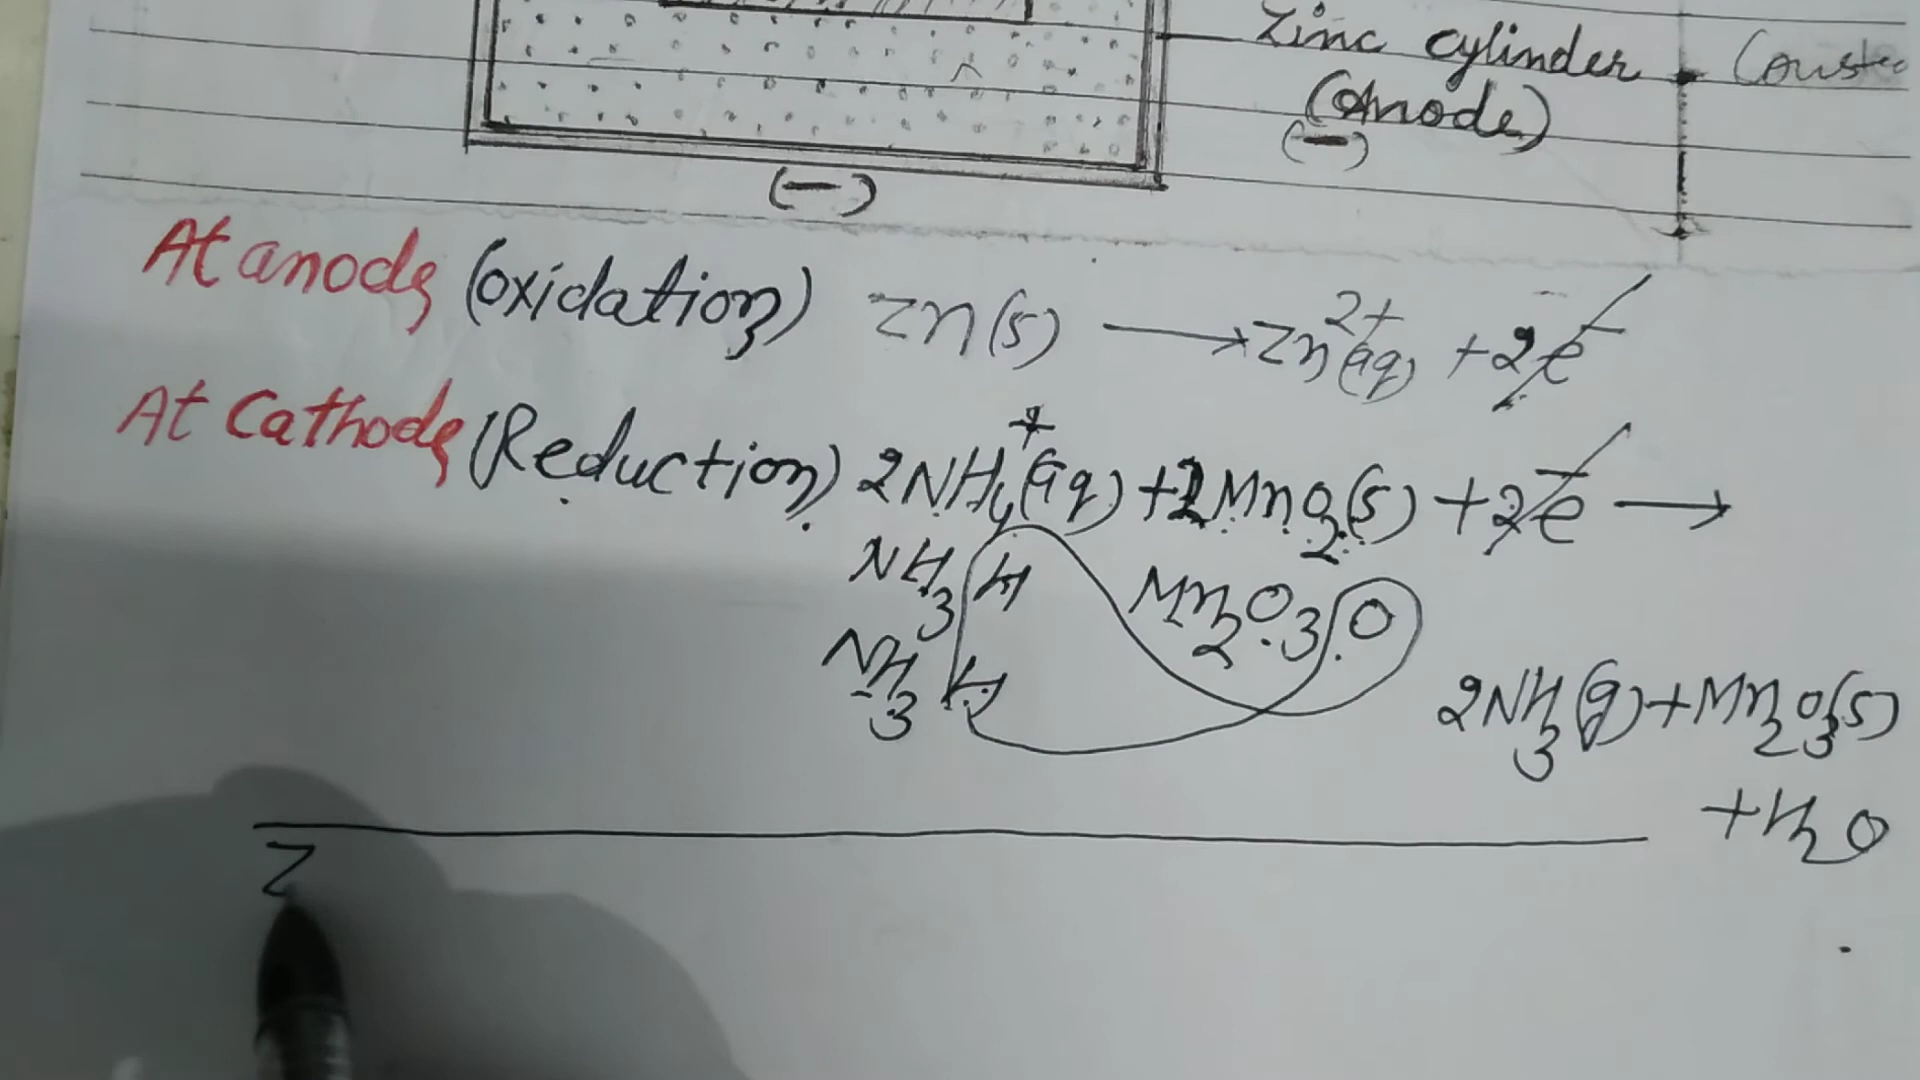 Zinc cylinder
(Anode)
(-)
(-)
At anode (oxidation) Zn(s) → Zn²⁺(aq) + 2e⁻
At Cathode (Reduction) 2NH₄⁺(aq) + 2MnO₂(s) + 2e⁻ →
NH₃ H Mn₂O₃ O
NH₃ H
2NH₃(g) + Mn₂O₃(s)
+ H₂O
Z